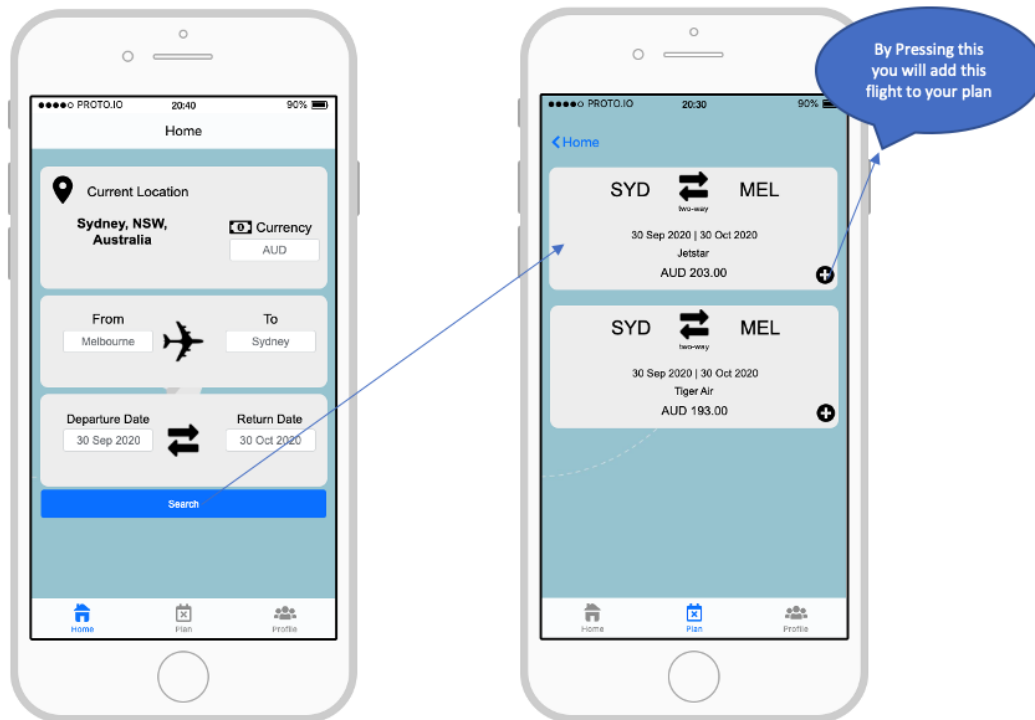 ●●●●○ PROTO.IO 20:40 90%
Home
Current Location
Sydney, NSW,
Australia
Currency
AUD
From
To
Melbourne
Sydney
Departure Date
Return Date
30 Sep 2020
30 Oct 2020
Search
Home
Plan
Profile
●●●●○ PROTO.IO 20:30 90%
Home
SYD MEL
two-way
30 Sep 2020 | 30 Oct 2020
Jetstar
AUD 203.00
SYD MEL
two-way
30 Sep 2020 | 30 Oct 2020
Tiger Air
AUD 193.00
Home
Plan
Profile
By Pressing this
you will add this
flight to your plan